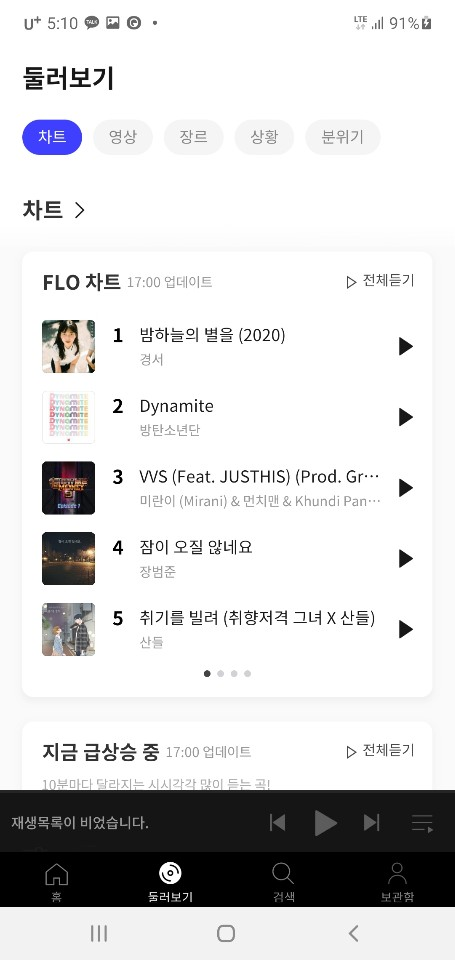 U+ 5:10 TALK LTE 91%
둘러보기
차트 영상 장르 상황 분위기
차트
FLO 차트 17:00 업데이트 전체듣기
1 밤하늘의 별을 (2020)
경서
2 Dynamite
방탄소년단
3 VVS (Feat. JUSTHIS) (Prod. Gr···
미란이 (Mirani) & 먼치맨 & Khundi Pan···
4 잠이 오질 않네요
장범준
5 취기를 빌려 (취향저격 그녀 X 산들)
산들
지금 급상승 중 17:00 업데이트 전체듣기
10분마다 달라지는 시시각각 많이 듣는 곡!
재생목록이 비었습니다.
홈 둘러보기 검색 보관함